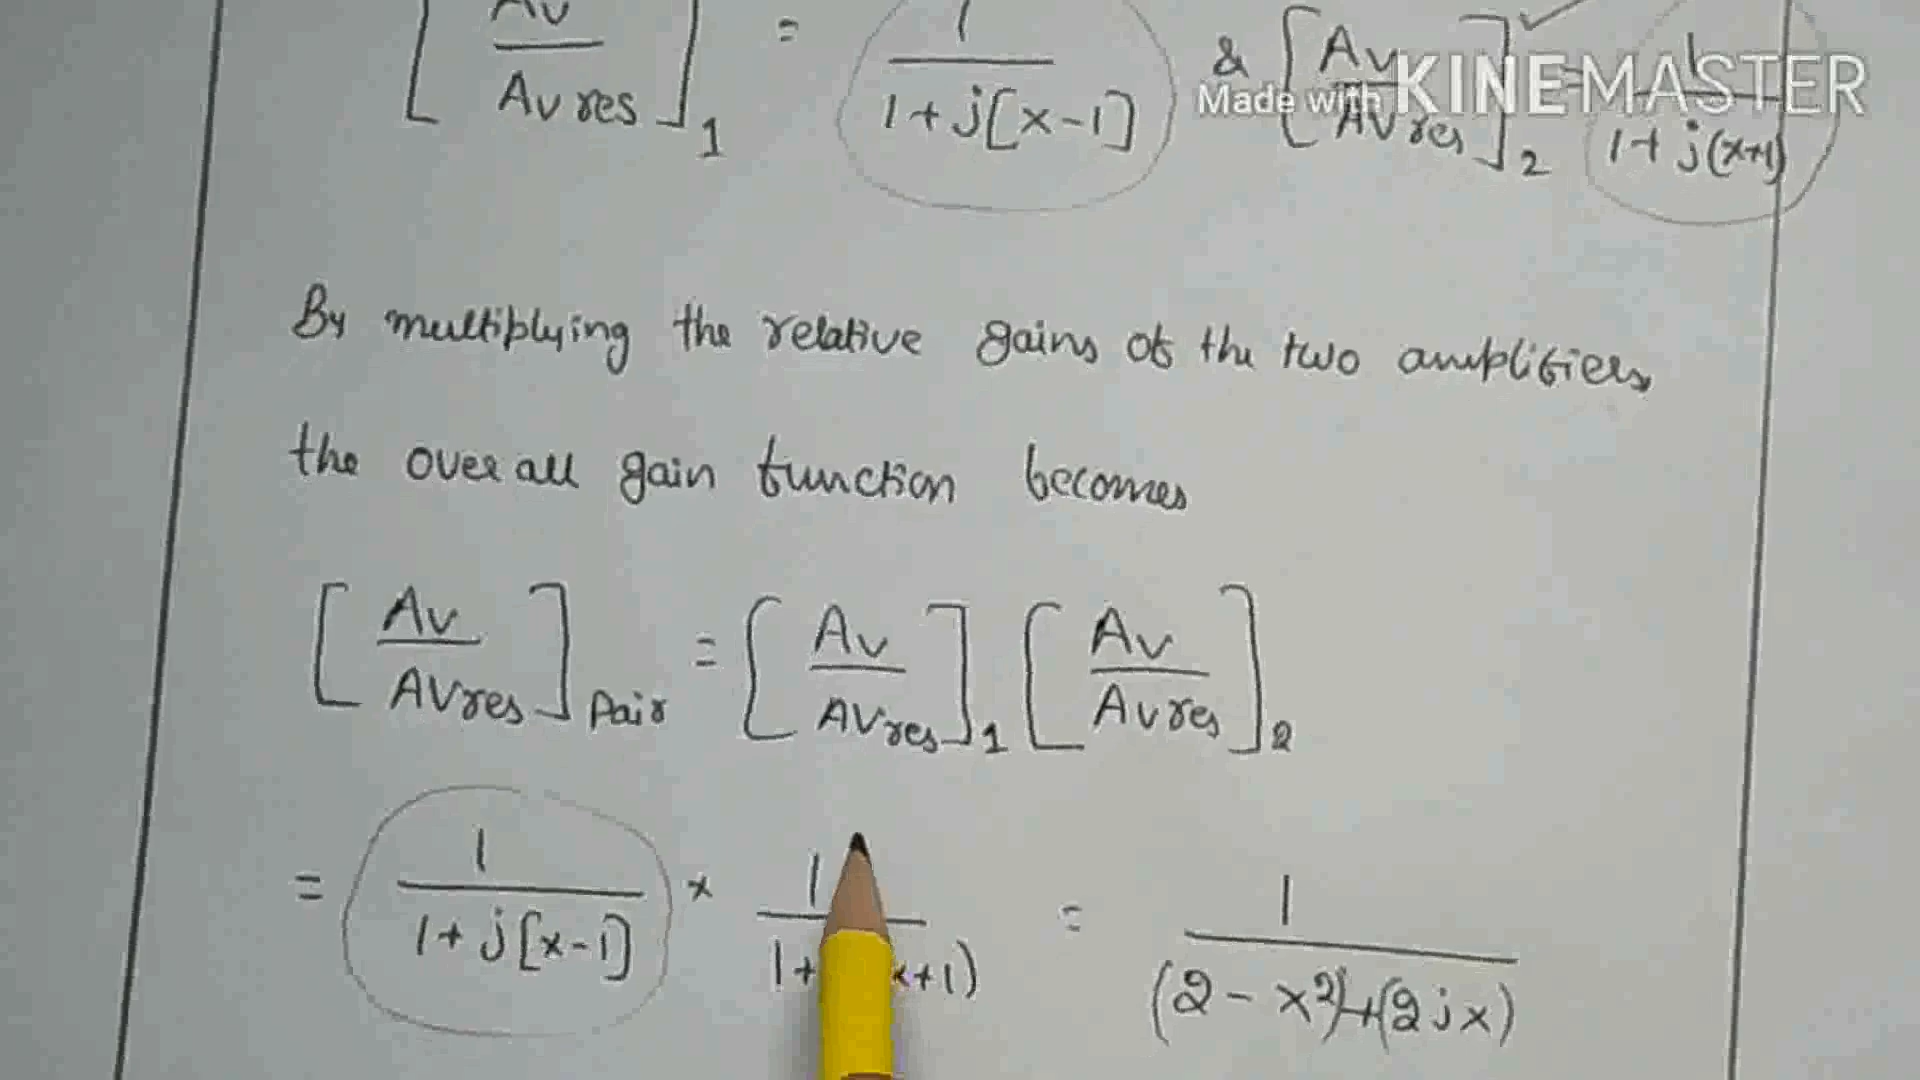 [Av/Av res]1 = 1/1+j[x-1] & [Av/Av res]2 = 1/1+j(x+1)
Made with KINEMASTER
By multiplying the relative gains of the two amplifiers,
the over all gain function becomes
[Av/Avres]Pair = [Av/Avres]1 [Av/Avres]2
= 1/1+j[x-1] × 1/1+ x+1) = 1/(2-x²)+(2jx)